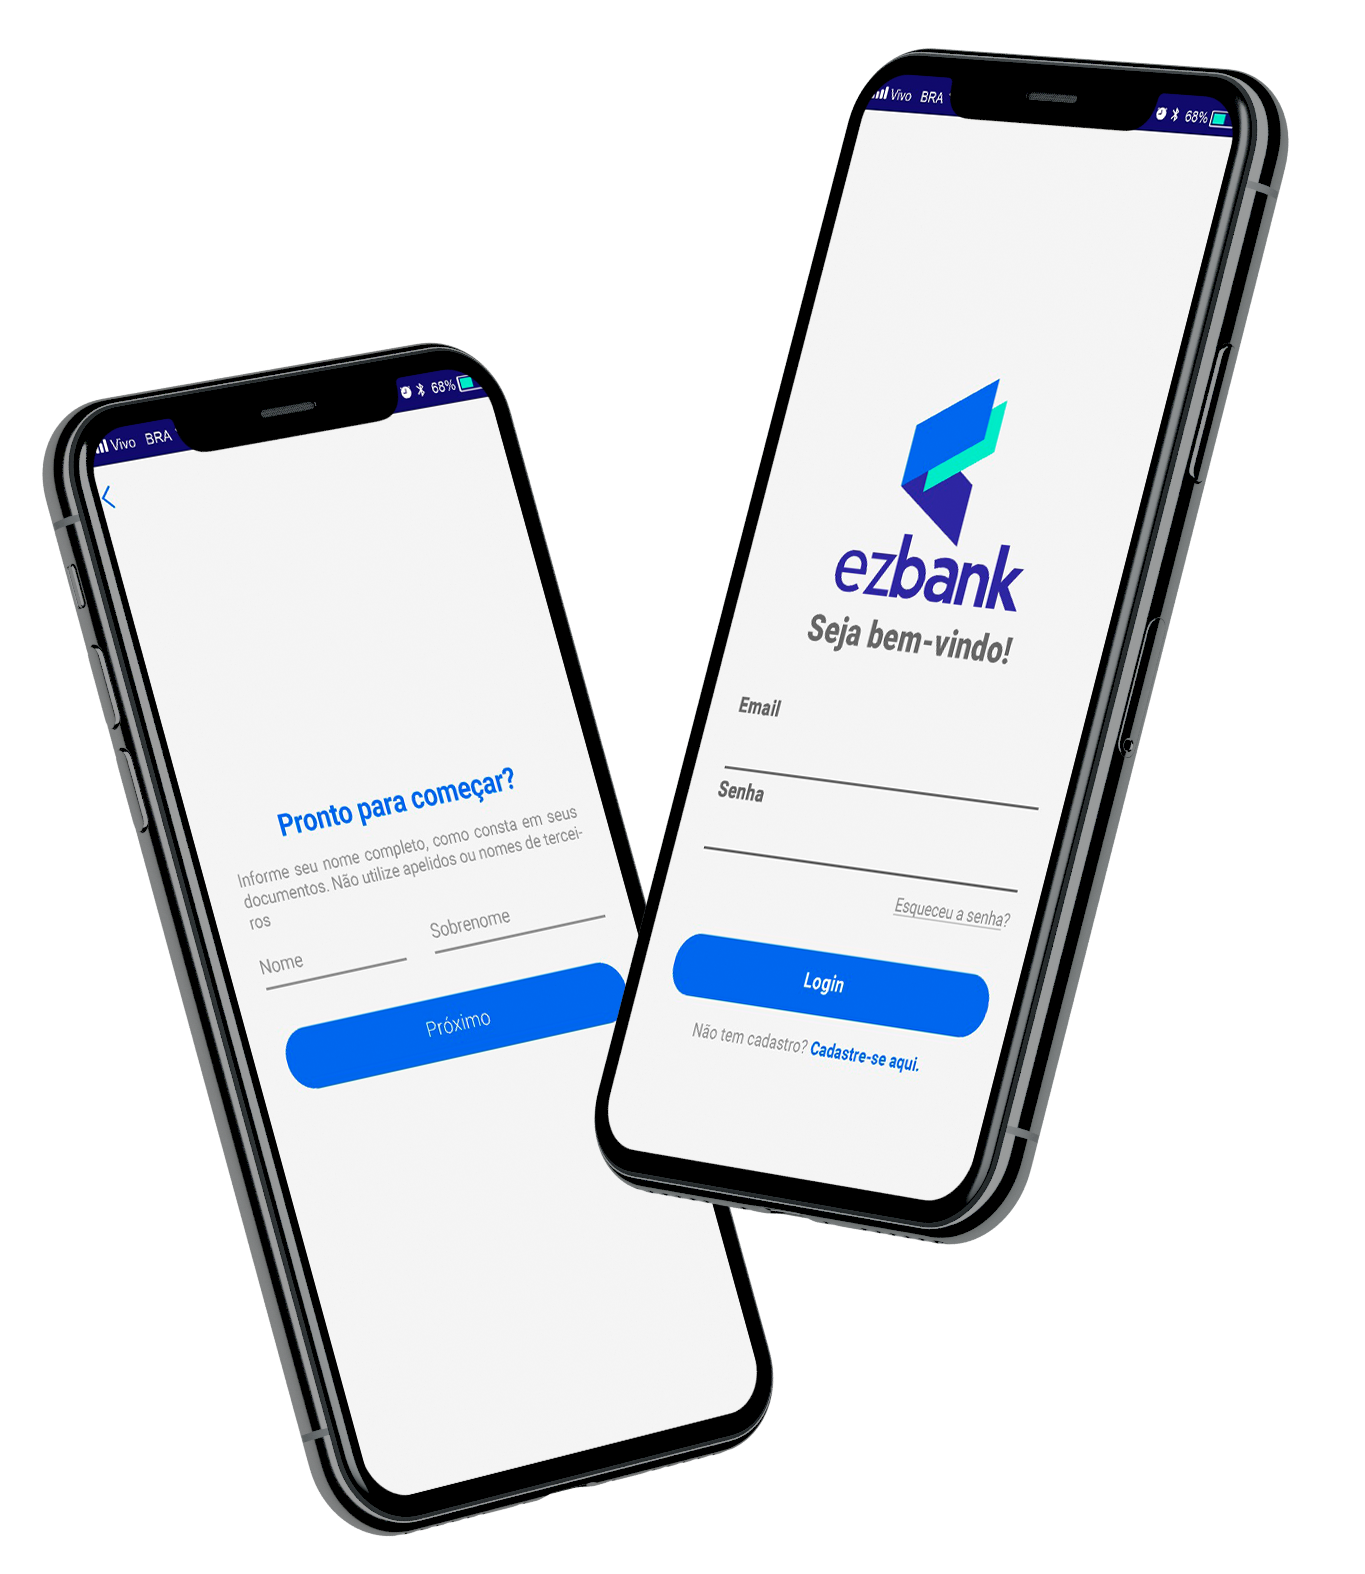 Vivo BRA
68%
Pronto para começar?
Informe seu nome completo, como consta em seus
documentos. Não utilize apelidos ou nomes de tercei-
ros
Nome
Sobrenome
Próximo
Vivo BRA
68%
ezbank
Seja bem-vindo!
Email
Senha
Esqueceu a senha?
Login
Não tem cadastro? Cadastre-se aqui.